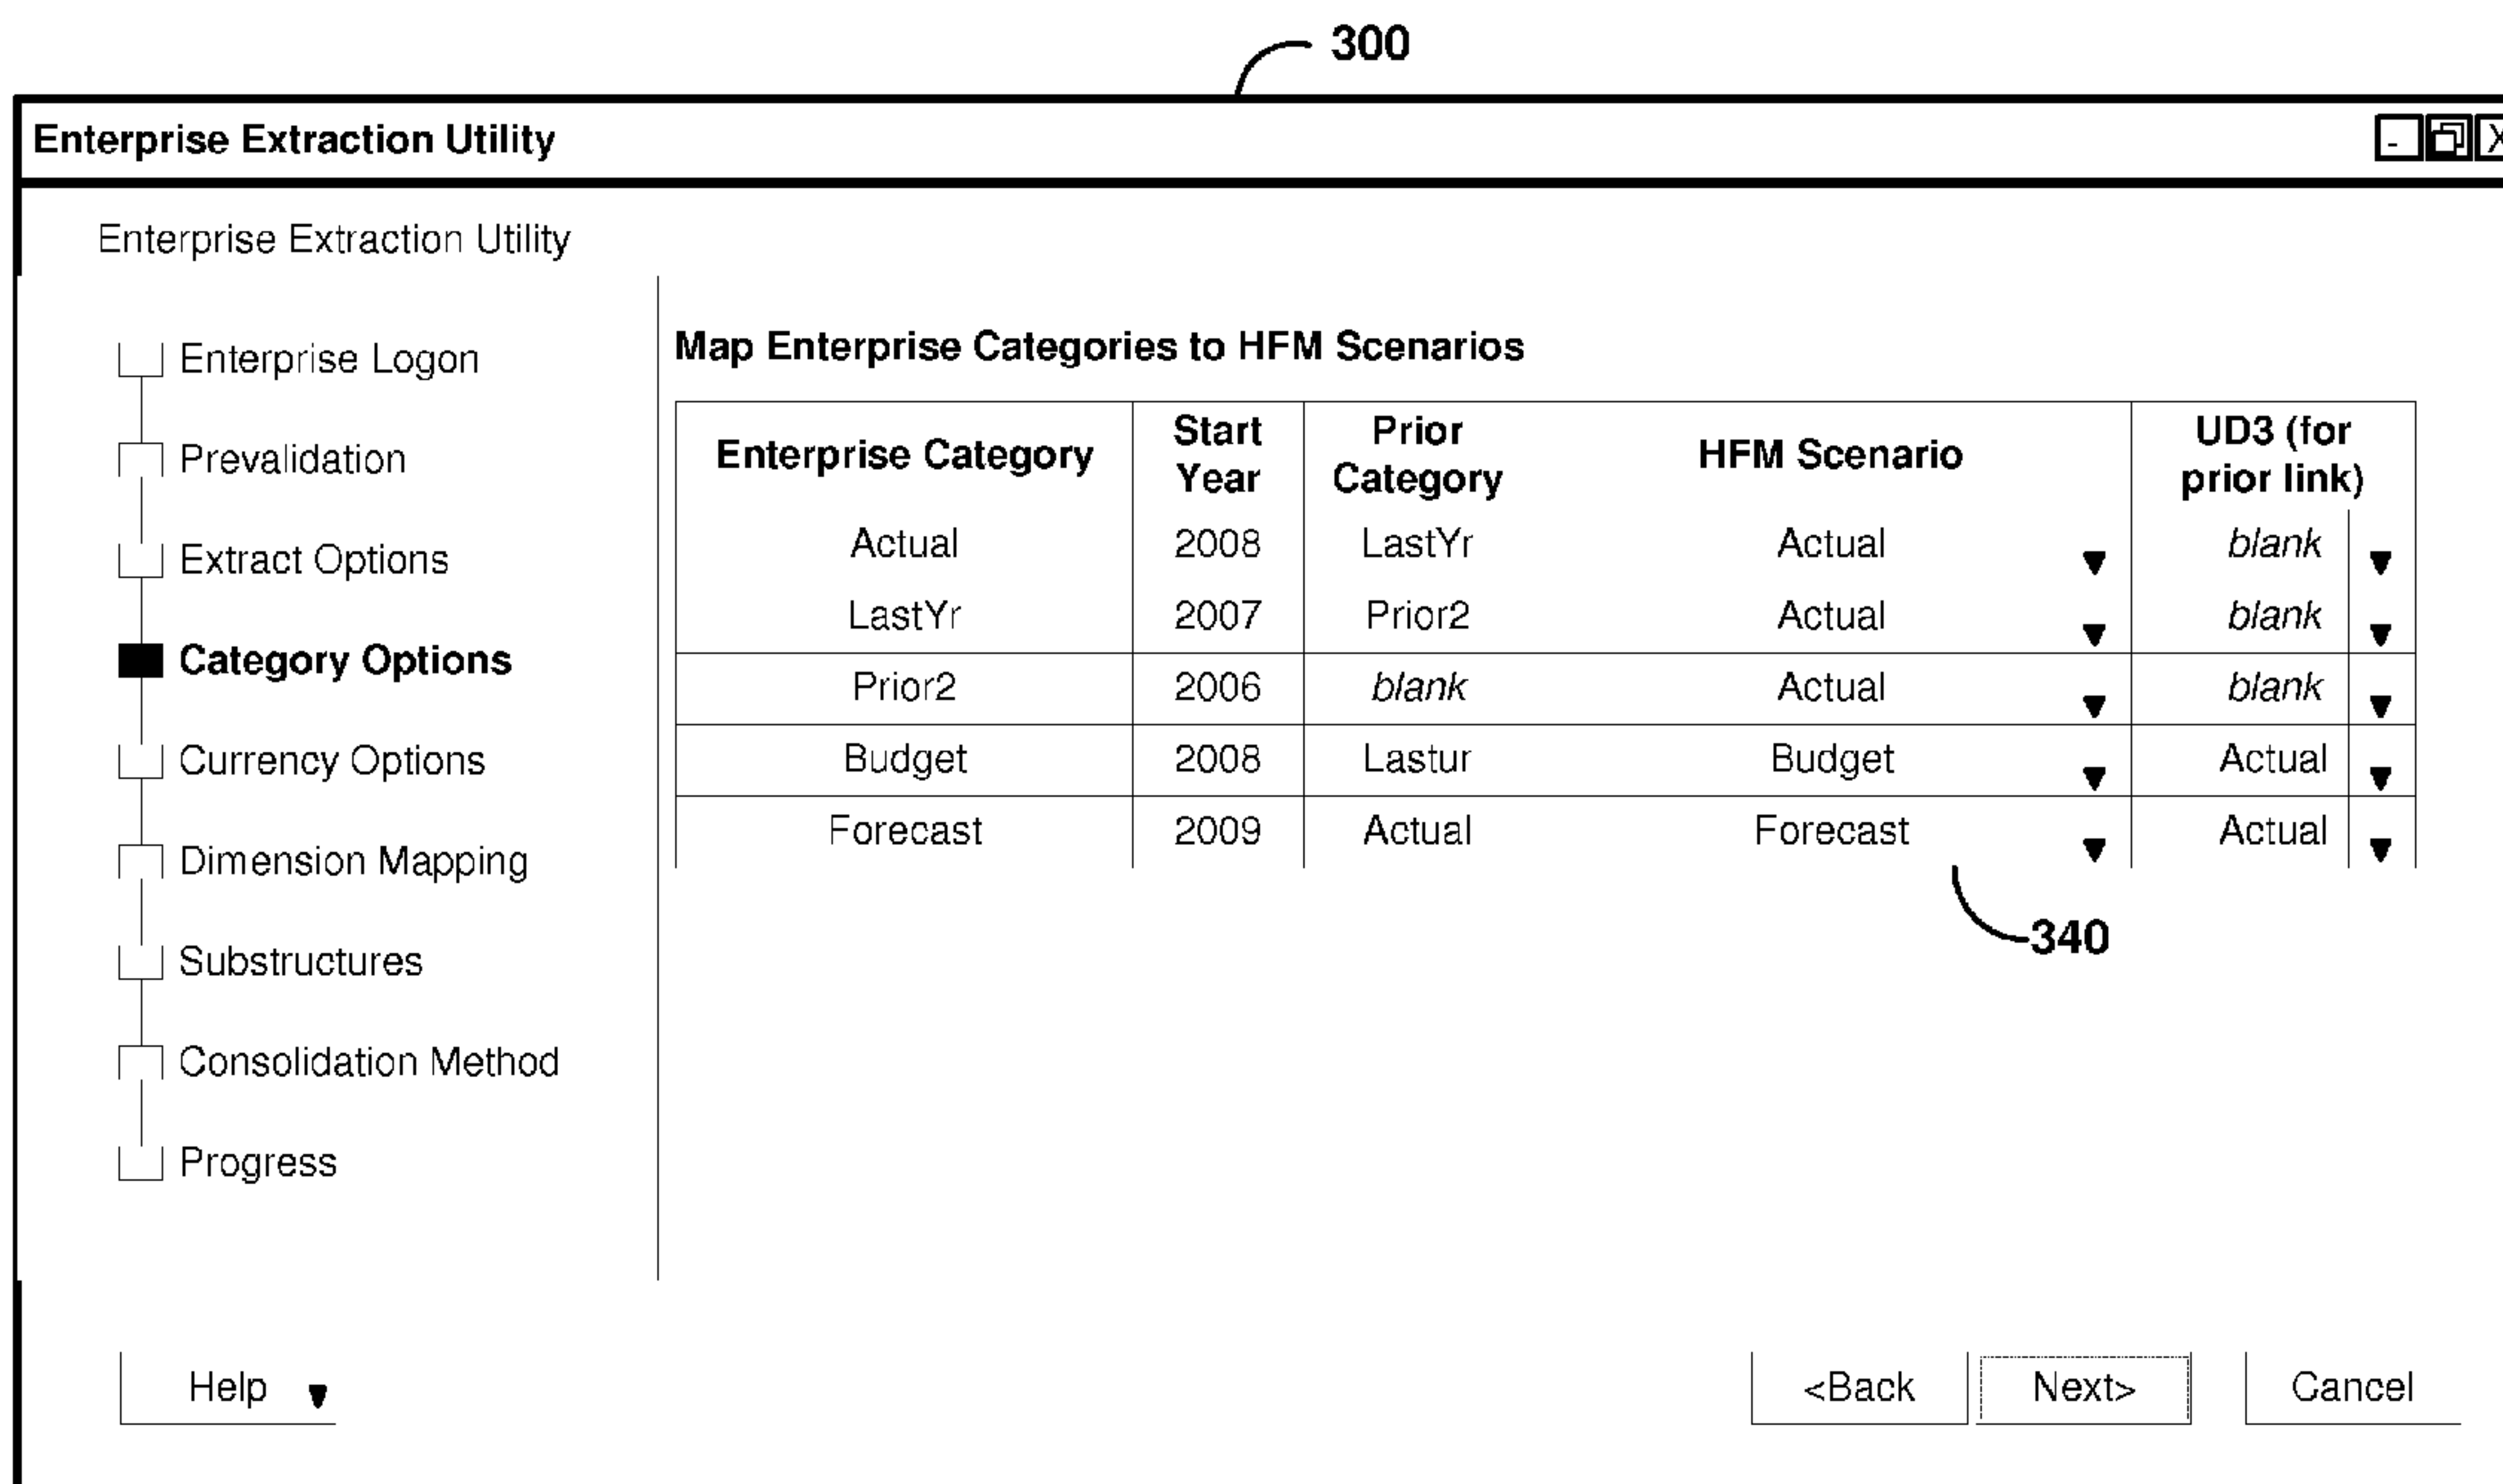 300
Enterprise Extraction Utility
- X
Enterprise Extraction Utility
Enterprise Logon
Prevalidation
Extract Options
Category Options
Currency Options
Dimension Mapping
Substructures
Consolidation Method
Progress
Map Enterprise Categories to HFM Scenarios
Enterprise Category Start Year Prior Category HFM Scenario UD3 (for prior link)
Actual 2008 LastYr Actual blank
LastYr 2007 Prior2 Actual blank
Prior2 2006 blank Actual blank
Budget 2008 Lastur Budget Actual
Forecast 2009 Actual Forecast Actual
340
Help <Back Next> Cancel